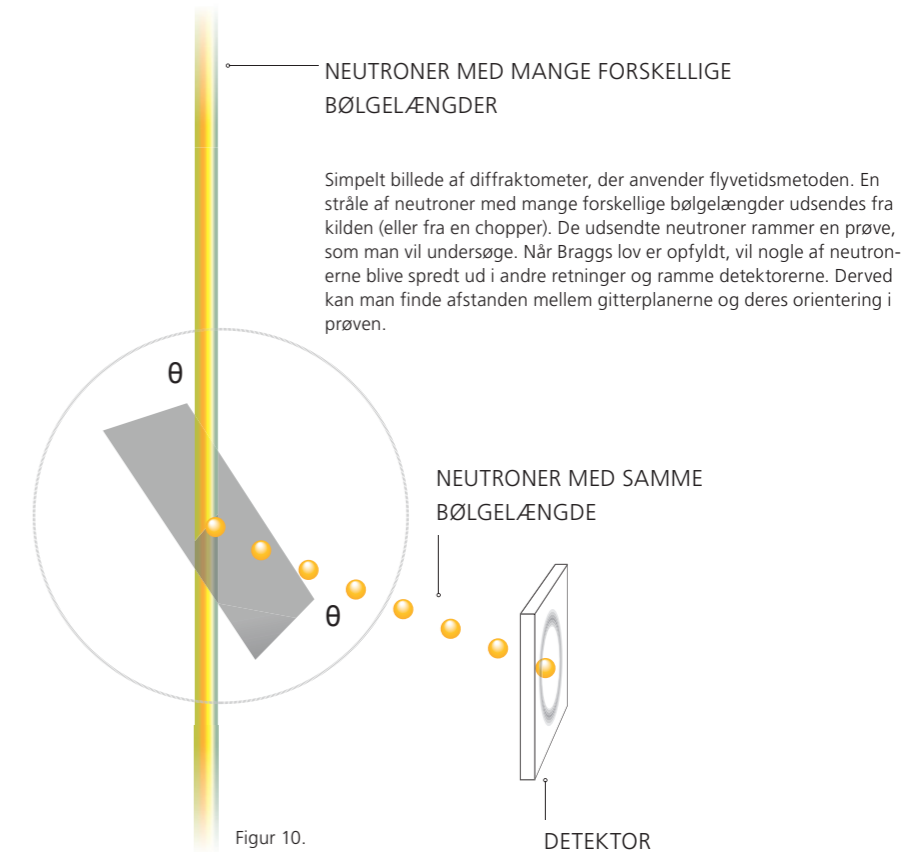 NEUTRONER MED MANGE FORSKELLIGE
BØLGELÆNGDER
Simpelt billede af diffraktometer, der anvender flyvetidsmetoden. En
stråle af neutroner med mange forskellige bølgelængder udsendes fra
kilden (eller fra en chopper). De udsendte neutroner rammer en prøve,
som man vil undersøge. Når Braggs lov er opfyldt, vil nogle af neutron-
erne blive spredt ud i andre retninger og ramme detektorerne. Derved
kan man finde afstanden mellem gitterplanerne og deres orientering i
prøven.
θ
NEUTRONER MED SAMME
BØLGELÆNGDE
θ
Figur 10.
DETEKTOR